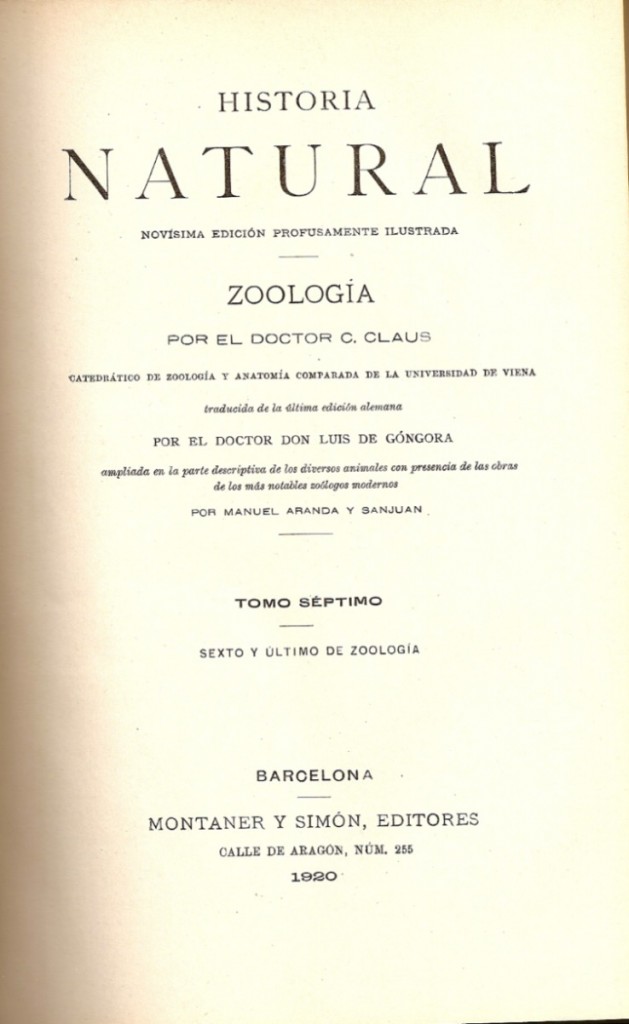 HISTORIA
NATURAL
NOVÍSIMA EDICIÓN PROFUSAMENTE ILUSTRADA
ZOOLOGÍA
POR EL DOCTOR C. CLAUS
CATEDRÁTICO DE ZOOLOGÍA Y ANATOMÍA COMPARADA DE LA UNIVERSIDAD DE VIENA
traducida de la última edición alemana
POR EL DOCTOR DON LUIS DE GÓNGORA
ampliada en la parte descriptiva de los diversos animales con presencia de las obras
de los más notables zoólogos modernos
POR MANUEL ARANDA Y SANJUAN
TOMO SÉPTIMO
SEXTO Y ÚLTIMO DE ZOOLOGÍA
BARCELONA
MONTANER Y SIMÓN, EDITORES
CALLE DE ARAGÓN, NÚM. 255
1920